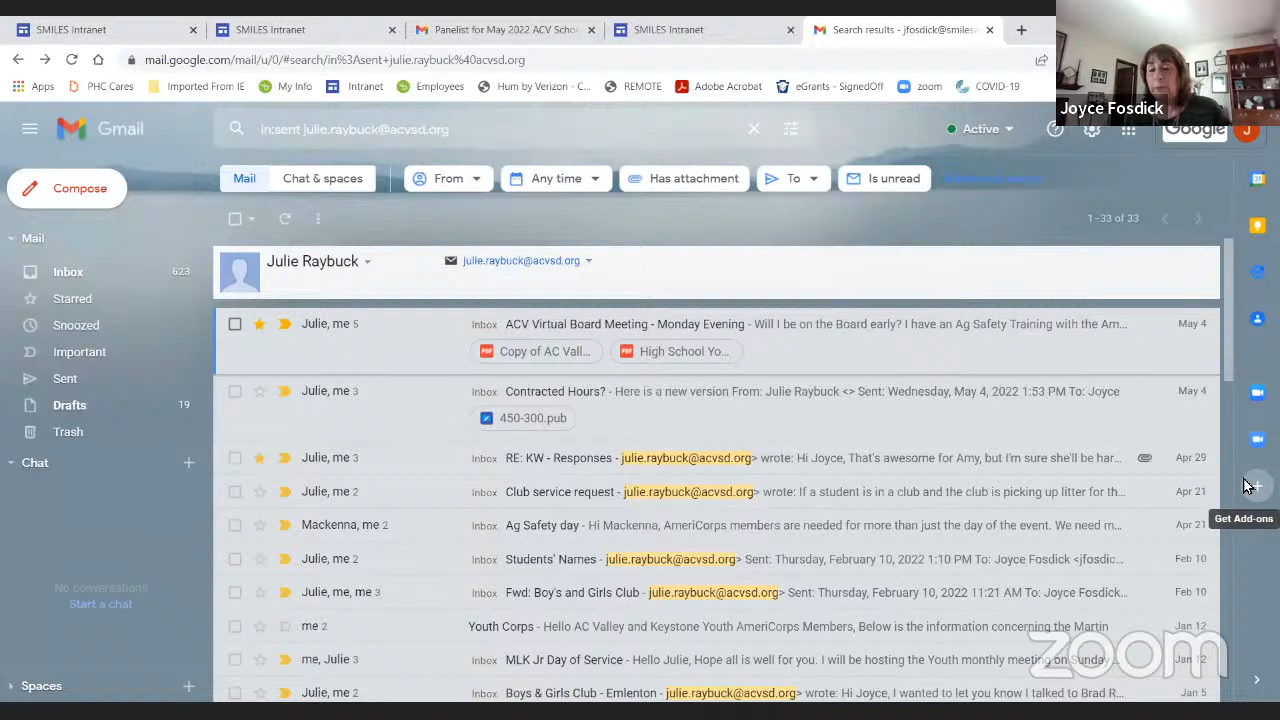 SMILES Intranet × SMILES Intranet × Panelist for May 2022 ACV Scho × SMILES Intranet × Search results - jfosdick@smiles × +
mail.google.com/mail/u/0/#search/in%3Asent+julie.raybuck%40acvsd.org
Apps PHC Cares Imported From IE My Info Intranet Employees Hum by Verizon - C... REMOTE Adobe Acrobat eGrants - SignedOff zoom COVID-19
Joyce Fosdick
Gmail in:sent julie.raybuck@acvsd.org Active Google J
Compose
Mail Chat & spaces From Any time Has attachment To Is unread
1–33 of 33
Mail
Inbox 623
Starred
Snoozed
Important
Sent
Drafts 19
Trash
Chat
No conversations
Start a chat
Spaces
Julie Raybuck julie.raybuck@acvsd.org
Julie, me 5 Inbox ACV Virtual Board Meeting - Monday Evening - Will I be on the Board early? I have an Ag Safety Training with the Am... May 4
PDF Copy of AC Vall... PDF High School Yo...
Julie, me 3 Inbox Contracted Hours? - Here is a new version From: Julie Raybuck <> Sent: Wednesday, May 4, 2022 1:53 PM To: Joyce May 4
450-300.pub
Julie, me 3 Inbox RE: KW - Responses - julie.raybuck@acvsd.org> wrote: Hi Joyce, That's awesome for Amy, but I'm sure she'll be har... Apr 29
Julie, me 2 Inbox Club service request - julie.raybuck@acvsd.org> wrote: If a student is in a club and the club is picking up litter for th... Apr 21
Get Add-ons
Mackenna, me 2 Inbox Ag Safety day - Hi Mackenna, AmeriCorps members are needed for more than just the day of the event. We need m... Apr 21
Julie, me 2 Inbox Students' Names - julie.raybuck@acvsd.org> Sent: Thursday, February 10, 2022 1:10 PM To: Joyce Fosdick <jfosdic... Feb 10
Julie, me, me 3 Inbox Fwd: Boy's and Girls Club - julie.raybuck@acvsd.org> Sent: Thursday, February 10, 2022 11:21 AM To: Joyce Fosdick... Feb 10
me 2 Youth Corps - Hello AC Valley and Keystone Youth AmeriCorps Members, Below is the information concerning the Martin Jan 12
me, Julie 3 Inbox MLK Jr Day of Service - Hello Julie, Hope all is well for you. I will be hosting the Youth monthly meeting on Sunday Jan 12
Julie, me 2 Inbox Boys & Girls Club - Emlenton - julie.raybuck@acvsd.org> wrote: Hi Joyce, I wanted to let you know I talked to Brad R... Jan 5
zoom